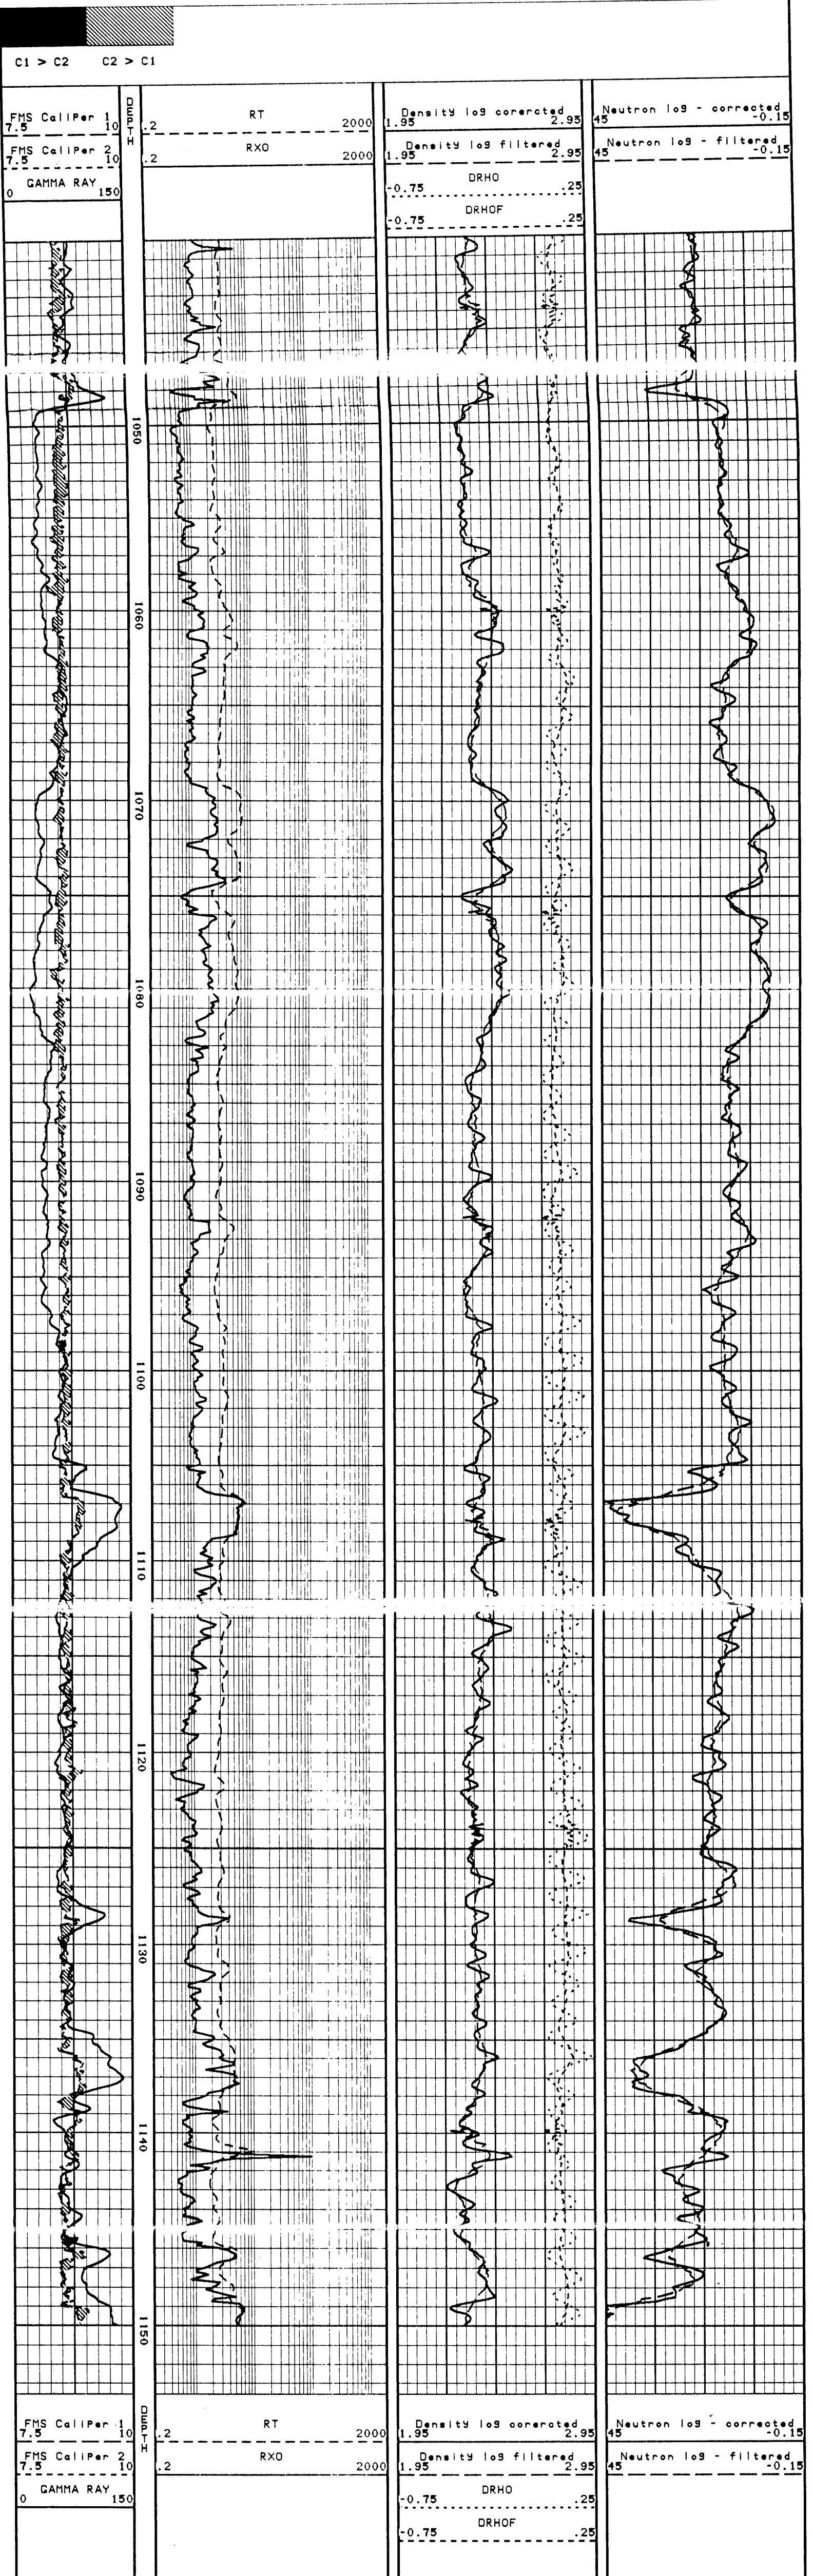 C1 > C2 C2 > C1
FMS CaliPer 1
7.5 10
FMS CaliPer 2
7.5 10
GAMMA RAY
0 150
DEPTH
RT
.2 2000
RXO
.2 2000
Density log corercted
1.95 2.95
Density log filtered
1.95 2.95
DRHO
-0.75 .25
DRHOF
-0.75 .25
Neutron log - corrected
45 -0.15
Neutron log - filtered
45 -0.15
1050
1060
1070
1080
1090
1100
1110
1120
1130
1140
1150
FMS CaliPer 1
7.5 10
FMS CaliPer 2
7.5 10
GAMMA RAY
0 150
DEPTH
RT
.2 2000
RXO
.2 2000
Density log corercted
1.95 2.95
Density log filtered
1.95 2.95
DRHO
-0.75 .25
DRHOF
-0.75 .25
Neutron log - corrected
45 -0.15
Neutron log - filtered
45 -0.15